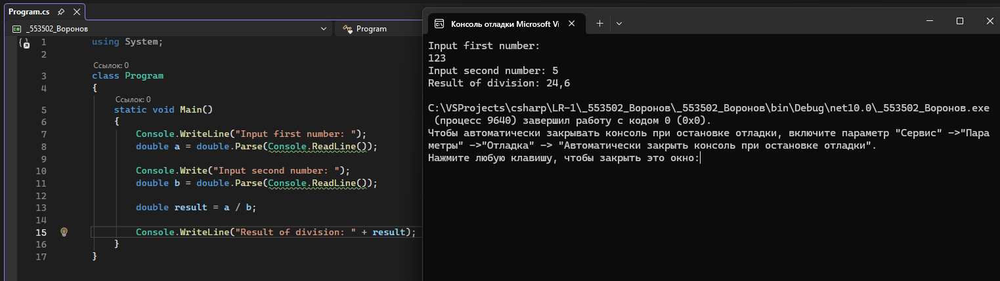 Program.cs
_553502_Воронов
Program
1 using System;
2
Ссылок: 0
3 class Program
4 {
Ссылок: 0
5 static void Main()
6 {
7 Console.WriteLine("Input first number: ");
8 double a = double.Parse(Console.ReadLine());
9
10 Console.Write("Input second number: ");
11 double b = double.Parse(Console.ReadLine());
12
13 double result = a / b;
14
15 Console.WriteLine("Result of division: " + result);
16 }
17 }
Консоль отладки Microsoft Vi
Input first number:
123
Input second number: 5
Result of division: 24,6
C:\VSProjects\csharp\LR-1\_553502_Воронов\_553502_Воронов\bin\Debug\net10.0\_553502_Воронов.exe
(процесс 9640) завершил работу с кодом 0 (0x0).
Чтобы автоматически закрывать консоль при остановке отладки, включите параметр "Сервис" ->"Пара
метры" ->"Отладка" -> "Автоматически закрыть консоль при остановке отладки".
Нажмите любую клавишу, чтобы закрыть это окно: